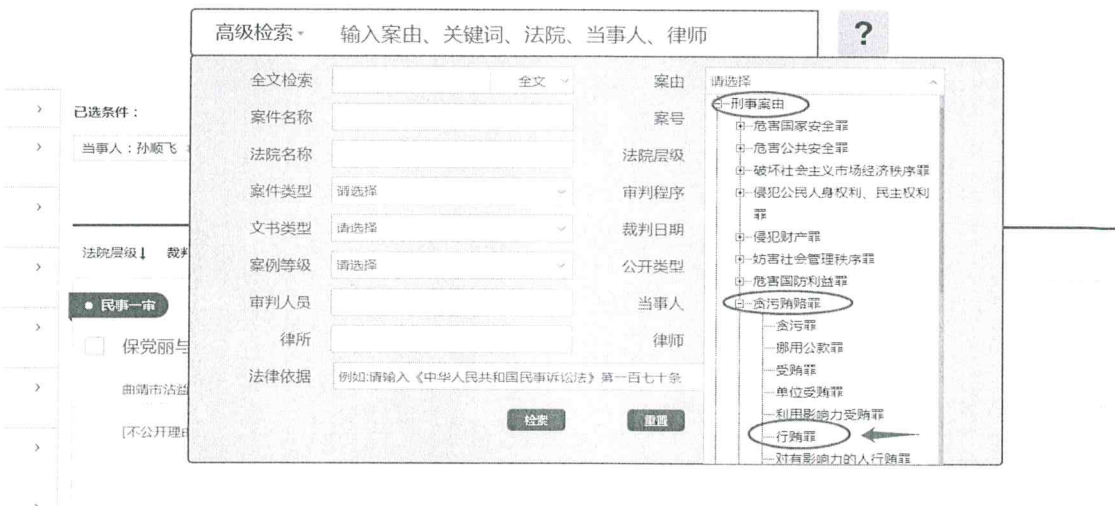 高级检索
输入案由、关键词、法院、当事人、律师
?
已选条件：
当事人：孙顺飞
法院层级↓ 裁判
民事一审
保党丽与
曲靖市沾益
[不公开理由
全文检索
全文
案件名称
法院名称
案件类型 请选择
文书类型 请选择
案例等级 请选择
审判人员
律所
法律依据 例如:请输入《中华人民共和国民事诉讼法》第一百七十条
检索 重置
案由 请选择
案号
法院层级
审判程序
裁判日期
公开类型
当事人
律师
刑事案由
危害国家安全罪
危害公共安全罪
破坏社会主义市场经济秩序罪
侵犯公民人身权利、民主权利
罪
侵犯财产罪
妨害社会管理秩序罪
危害国防利益罪
贪污贿赂罪
贪污罪
挪用公款罪
受贿罪
单位受贿罪
利用影响力受贿罪
行贿罪
对有影响力的人行贿罪